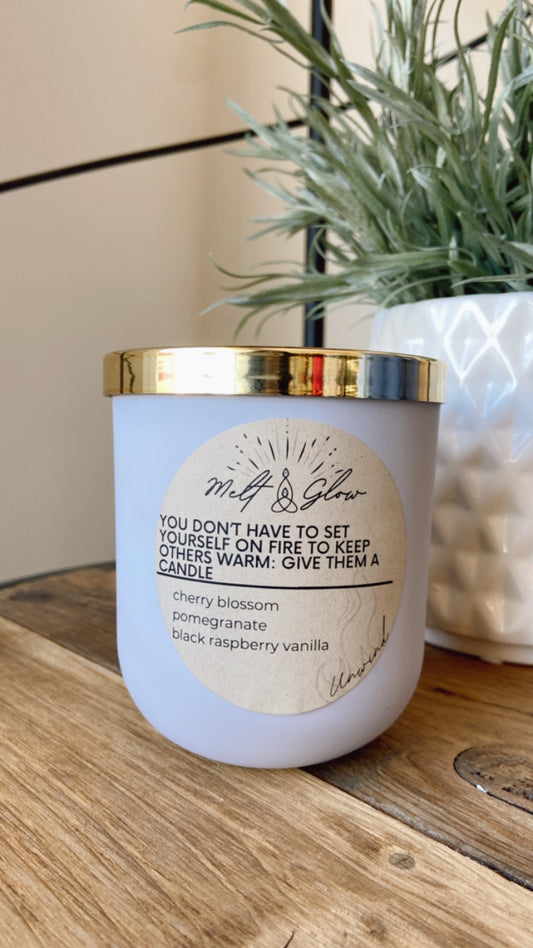 Melt & Glow
YOU DON'T HAVE TO SET
YOURSELF ON FIRE TO KEEP
OTHERS WARM: GIVE THEM A
CANDLE
cherry blossom
pomegranate
black raspberry vanilla
Unwind